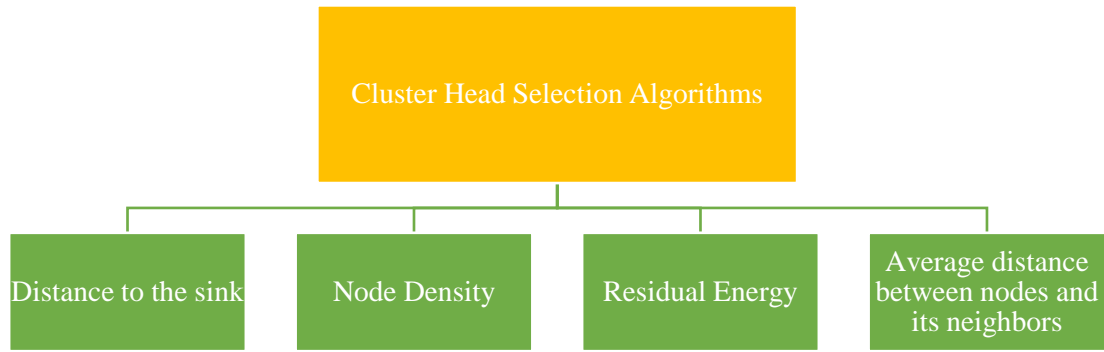 Cluster Head Selection Algorithms
Distance to the sink
Node Density
Residual Energy
Average distance
between nodes and
its neighbors